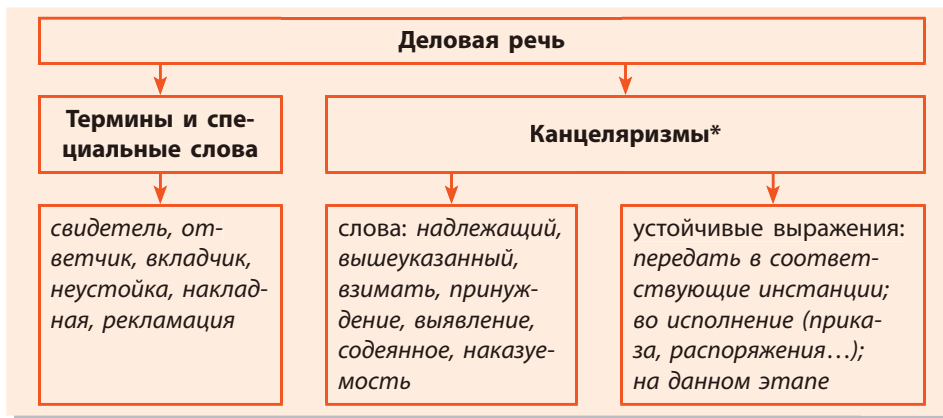 Деловая речь
Термины и спе-
циальные слова
Канцеляризмы*
свидетель, от-
ветчик, вкладчик,
неустойка, наклад-
ная, рекламация
слова: надлежащий,
вышеуказанный,
взимать, принуж-
дение, выявление,
содеянное, наказуе-
мость
устойчивые выражения:
передать в соответ-
ствующие инстанции;
во исполнение (прика-
за, распоряжения...);
на данном этапе